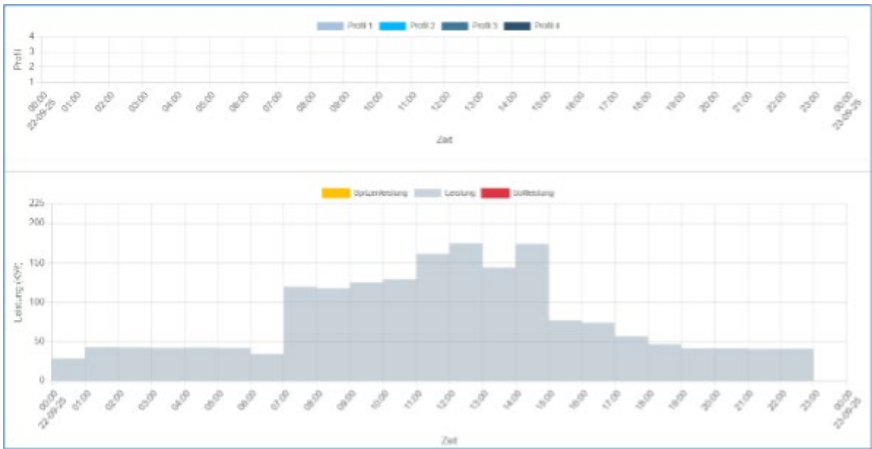 Profil 1 Profil 2 Profil 3 Profil 4
Profil
4
3
2
1
00:00 01:00 02:00 03:00 04:00 05:00 06:00 07:00 08:00 09:00 10:00 11:00 12:00 13:00 14:00 15:00 16:00 17:00 18:00 19:00 20:00 21:00 22:00 23:00 00:00
22-09-25 23-09-25
Zeit
Spitzenleistung Leistung Sollleistung
Leistung (KW)
225
200
150
100
50
0
00:00 01:00 02:00 03:00 04:00 05:00 06:00 07:00 08:00 09:00 10:00 11:00 12:00 13:00 14:00 15:00 16:00 17:00 18:00 19:00 20:00 21:00 22:00 23:00 00:00
22-09-25 23-09-25
Zeit